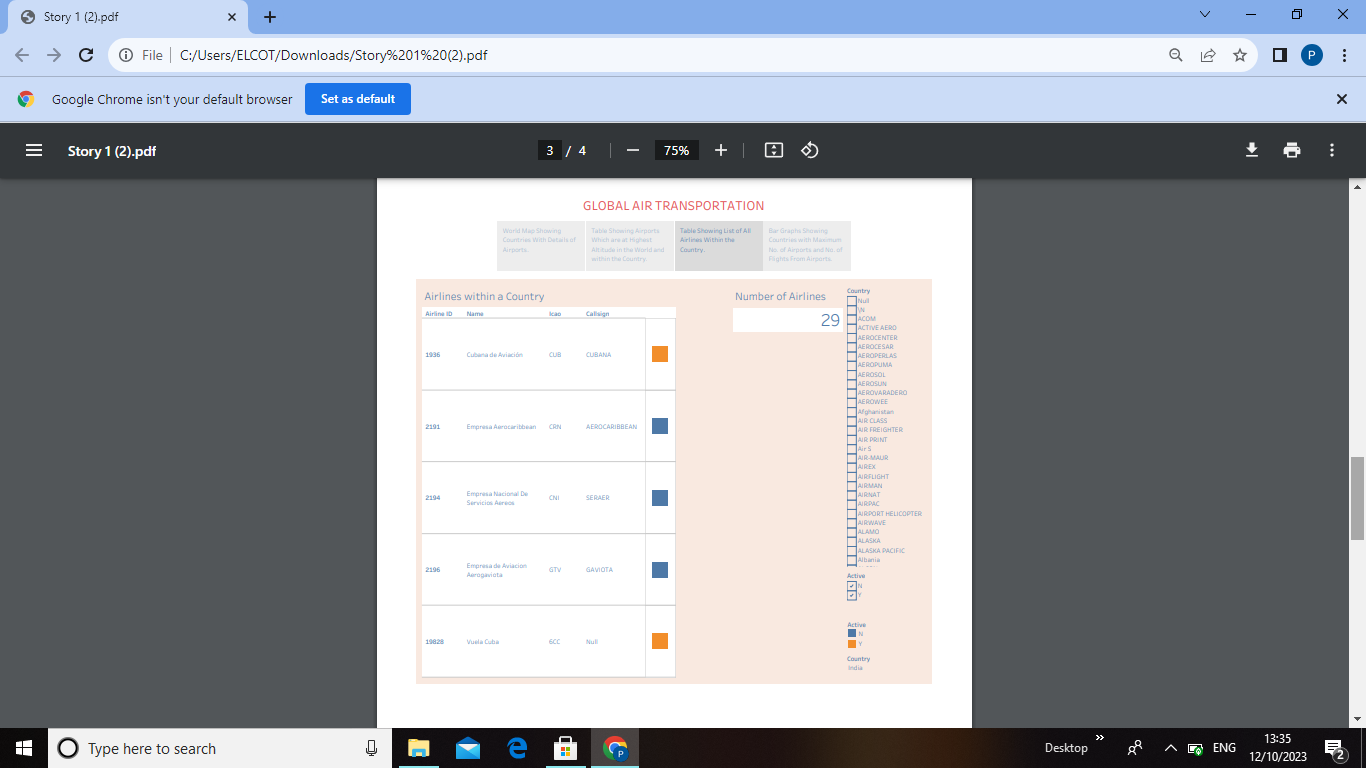 Story 1 (2).pdf
File
C:/Users/ELCOT/Downloads/Story%201%20(2).pdf
P
Google Chrome isn't your default browser
Set as default
Story 1 (2).pdf
3 / 4
75%
GLOBAL AIR TRANSPORTATION
World Map Showing
Countries With Details of
Airports.
Table Showing Airports
Which are at Highest
Altitude in the World and
within the Country.
Table Showing List of All
Airlines Within the
Country.
Bar Graphs Showing
Countries with Maximum
No. of Airports and No. of
Flights From Airports.
Airlines within a Country
Airline ID Name Icao Callsign
1936 Cubana de Aviación CUB CUBANA
2191 Empresa Aerocaribbean CRN AEROCARIBBEAN
2194 Empresa Nacional De
Servicios Aereos CNI SERAER
2196 Empresa de Aviacion
Aerogaviota GTV GAVIOTA
19828 Vuela Cuba 6CC Null
Number of Airlines
29
Country
Null
\N
ACOM
ACTIVE AERO
AEROCENTER
AEROCESAR
AEROPERLAS
AEROPUMA
AEROSOL
AEROSUN
AEROVARADERO
AEROWEE
Afghanistan
AIR CLASS
AIR FREIGHTER
AIR PRINT
Air S
AIR-MAUR
AIREX
AIRFLIGHT
AIRMAN
AIRNAT
AIRPAC
AIRPORT HELICOPTER
AIRWAVE
ALAMO
ALASKA
ALASKA PACIFIC
Albania
Active
N
Y
Active
N
Y
Country
India
Type here to search
P
Desktop
ENG
13:35
12/10/2023
2